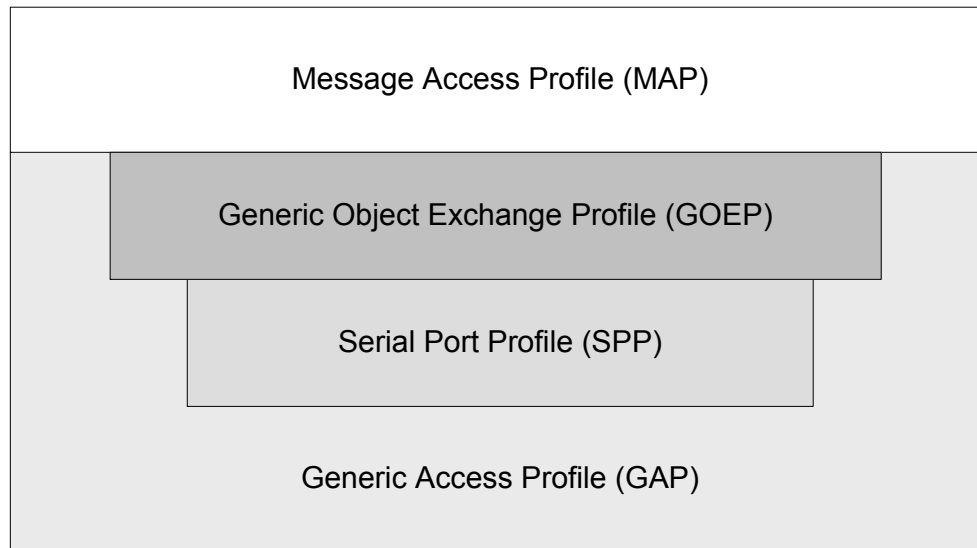 Message Access Profile (MAP)
Generic Object Exchange Profile (GOEP)
Serial Port Profile (SPP)
Generic Access Profile (GAP)